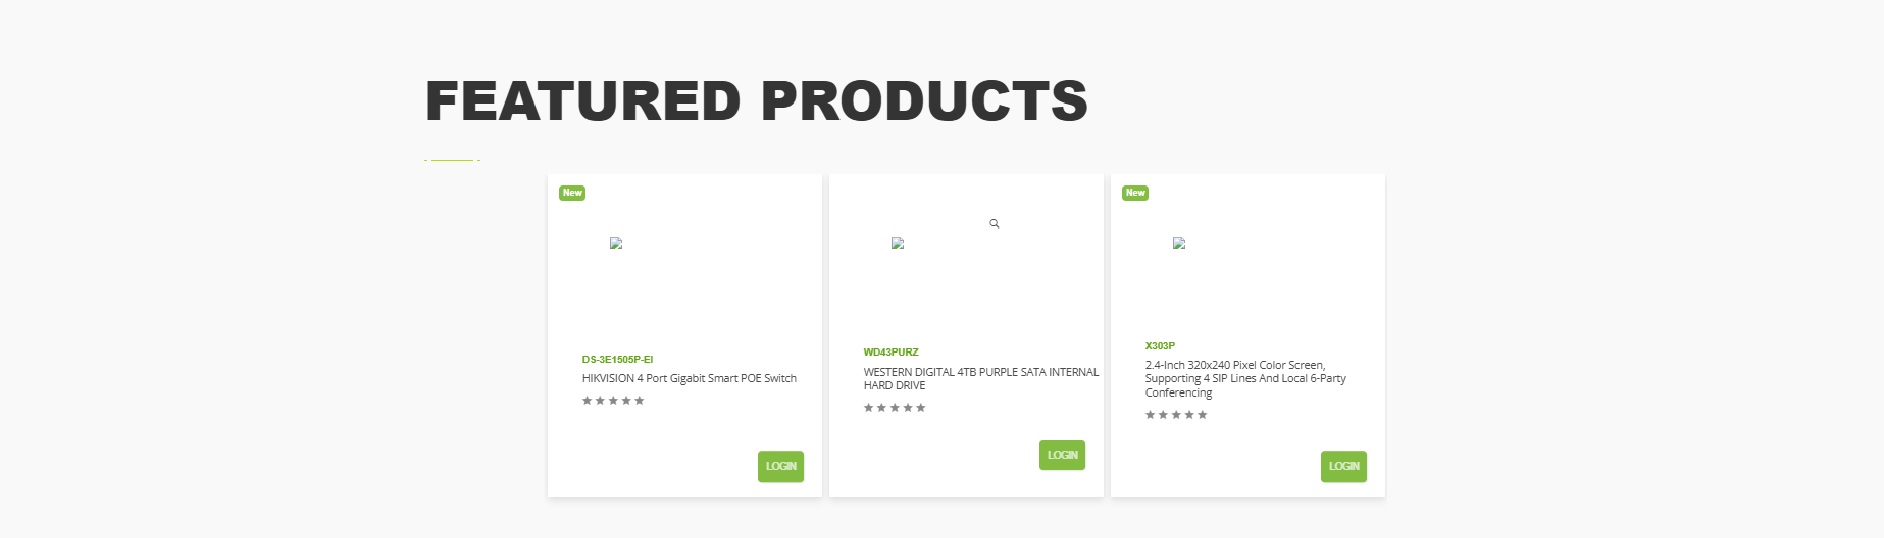 FEATURED PRODUCTS
New
DS-3E1505P-EI
HIKVISION 4 Port Gigabit Smart POE Switch
LOGIN
WD43PURZ
WESTERN DIGITAL 4TB PURPLE SATA INTERNAL
HARD DRIVE
LOGIN
New
X303P
2.4-Inch 320x240 Pixel Color Screen,
Supporting 4 SIP Lines And Local 6-Party
Conferencing
LOGIN